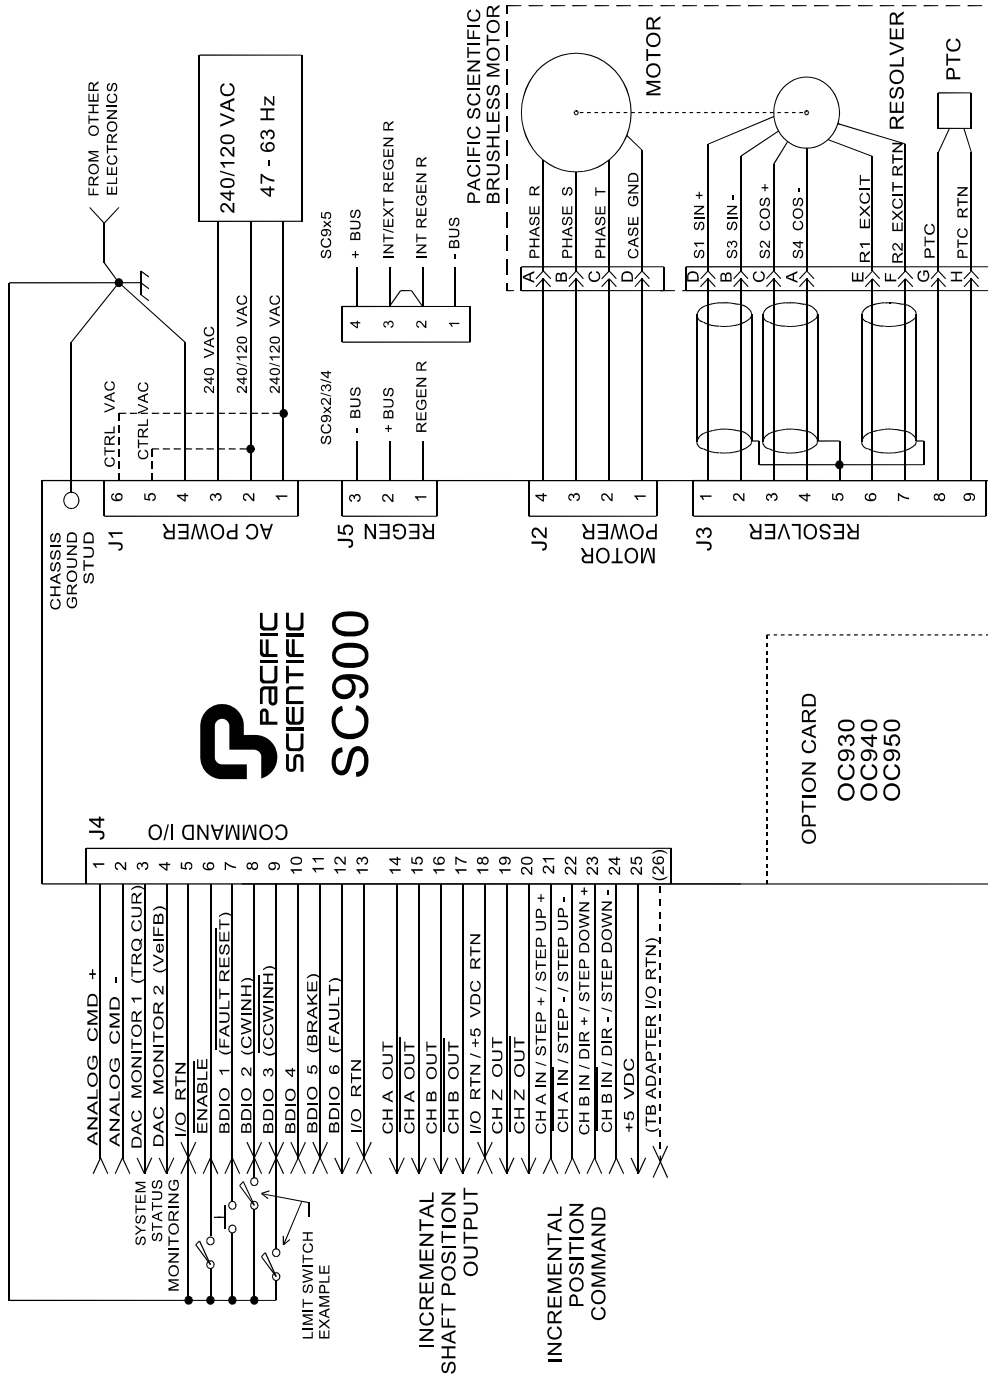 CHASSIS
GROUND
STUD
FROM OTHER
ELECTRONICS
240/120 VAC
47 - 63 Hz
J1
AC POWER
6
5
4
3
2
1
CTRL VAC
CTRL VAC
240 VAC
240/120 VAC
240/120 VAC
J5
REGEN
3
2
1
SC9x2/3/4
- BUS
+ BUS
REGEN R
SC9x5
4
3
2
1
+ BUS
INT/EXT REGEN R
INT REGEN R
- BUS
J2
MOTOR
POWER
4
3
2
1
A
B
C
D
PHASE R
PHASE S
PHASE T
CASE GND
PACIFIC SCIENTIFIC
BRUSHLESS MOTOR
MOTOR
J3
RESOLVER
1
2
3
4
5
6
7
8
9
D
B
C
A
E
F
G
H
S1 SIN +
S3 SIN -
S2 COS +
S4 COS -
R1 EXCIT
R2 EXCIT RTN
PTC
PTC RTN
RESOLVER
PTC
PACIFIC
SCIENTIFIC
SC900
OPTION CARD
OC930
OC940
OC950
J4
COMMAND I/O
1
2
3
4
5
6
7
8
9
10
11
12
13
14
15
16
17
18
19
20
21
22
23
24
25
(26)
ANALOG CMD +
ANALOG CMD -
DAC MONITOR 1 (TRQ CUR)
DAC MONITOR 2 (VelFB)
I/O RTN
ENABLE
BDIO 1 (FAULT RESET)
BDIO 2 (CWINH)
BDIO 3 (CCWINH)
BDIO 4
BDIO 5 (BRAKE)
BDIO 6 (FAULT)
I/O RTN
CH A OUT
CH A OUT
CH B OUT
CH B OUT
I/O RTN / +5 VDC RTN
CH Z OUT
CH Z OUT
CH A IN / STEP + / STEP UP +
CH A IN / STEP - / STEP UP -
CH B IN / DIR + / STEP DOWN +
CH B IN / DIR - / STEP DOWN -
+5 VDC
(TB ADAPTER I/O RTN)
SYSTEM
STATUS
MONITORING
LIMIT SWITCH
EXAMPLE
INCREMENTAL
SHAFT POSITION
OUTPUT
INCREMENTAL
POSITION
COMMAND